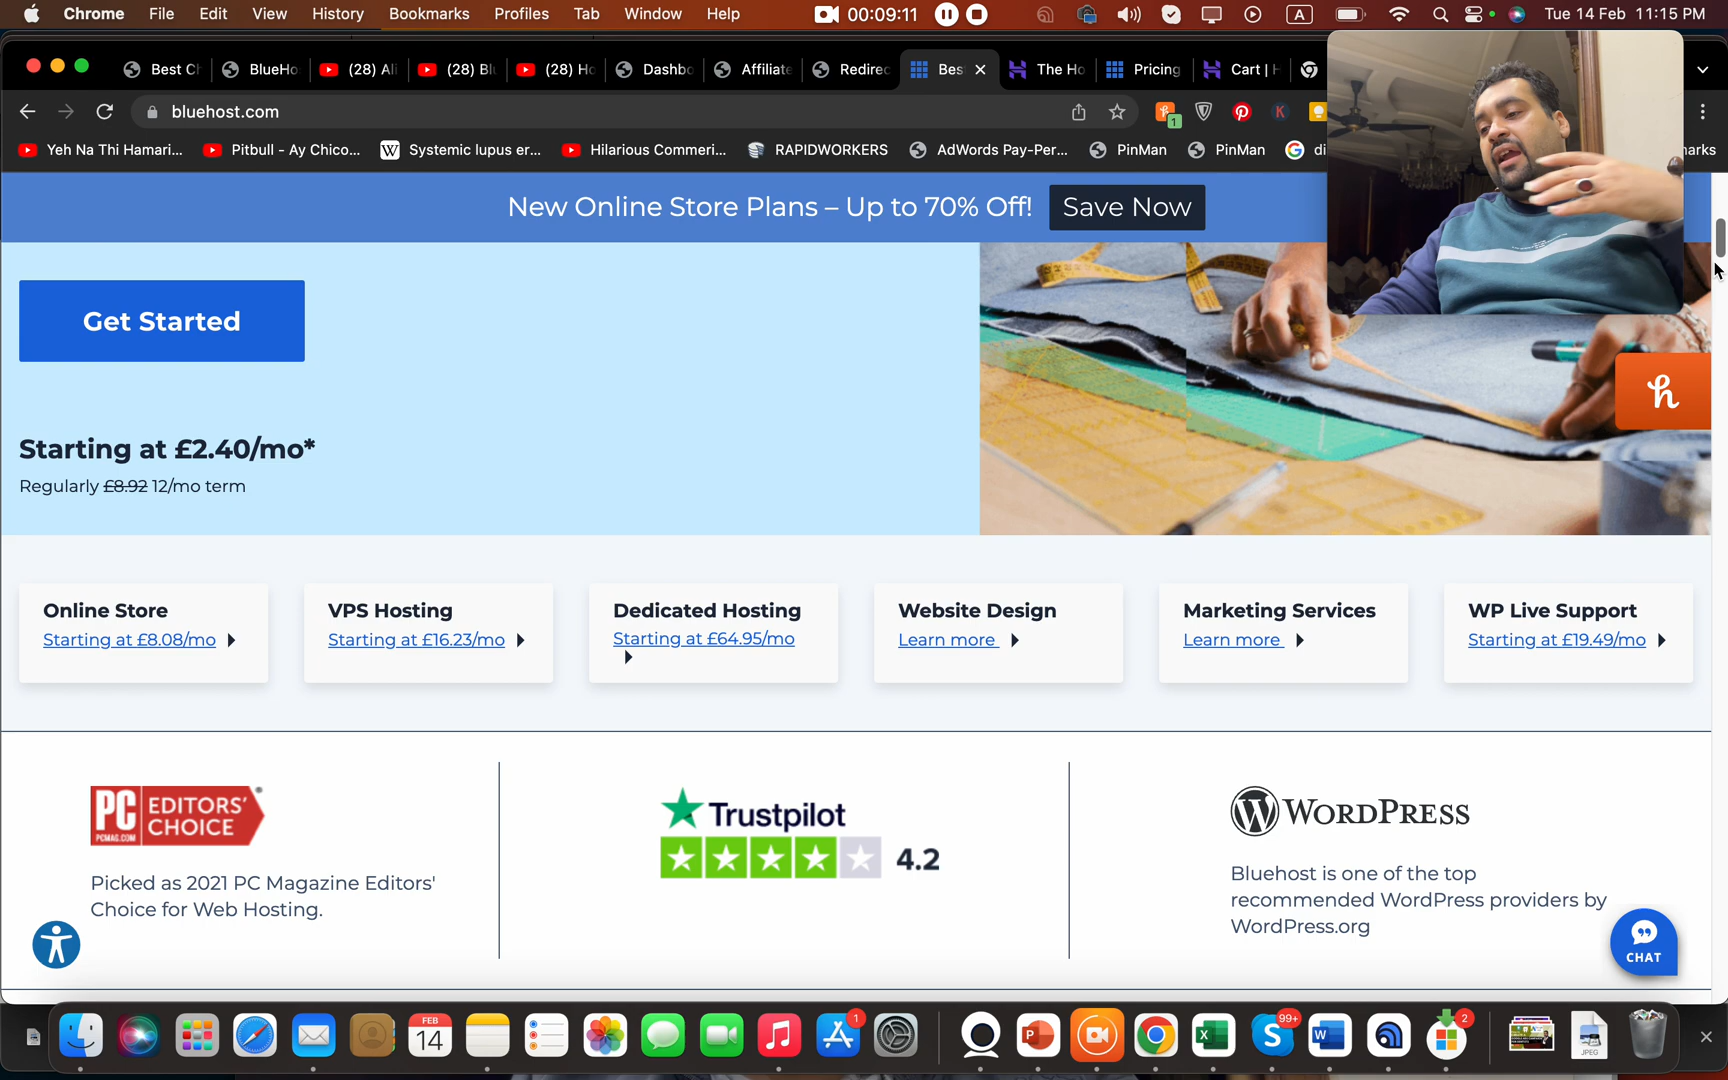 Chrome File Edit View History Bookmarks Profiles Tab Window Help 00:09:11 A Tue 14 Feb 11:15 PM
Best Ch BlueHo (28) Ali (28) Bl (28) Ho Dashbo Affiliate Redirec Bes The Ho Pricing Cart | H
bluehost.com 1 K
Yeh Na Thi Hamari... Pitbull - Ay Chico... Systemic lupus er... Hilarious Commeri... RAPIDWORKERS AdWords Pay-Per... PinMan PinMan di arks
New Online Store Plans – Up to 70% Off! Save Now
Get Started
h
Starting at £2.40/mo*
Regularly £8.92 12/mo term
Online Store
Starting at £8.08/mo
VPS Hosting
Starting at £16.23/mo
Dedicated Hosting
Starting at £64.95/mo
Website Design
Learn more
Marketing Services
Learn more
WP Live Support
Starting at £19.49/mo
PC EDITORS'
PCMAG.COM CHOICE
Picked as 2021 PC Magazine Editors'
Choice for Web Hosting.
Trustpilot
4.2
WORDPRESS
Bluehost is one of the top
recommended WordPress providers by
WordPress.org
CHAT
FEB
14
1
P
X
99+
S
W
2
JPEG